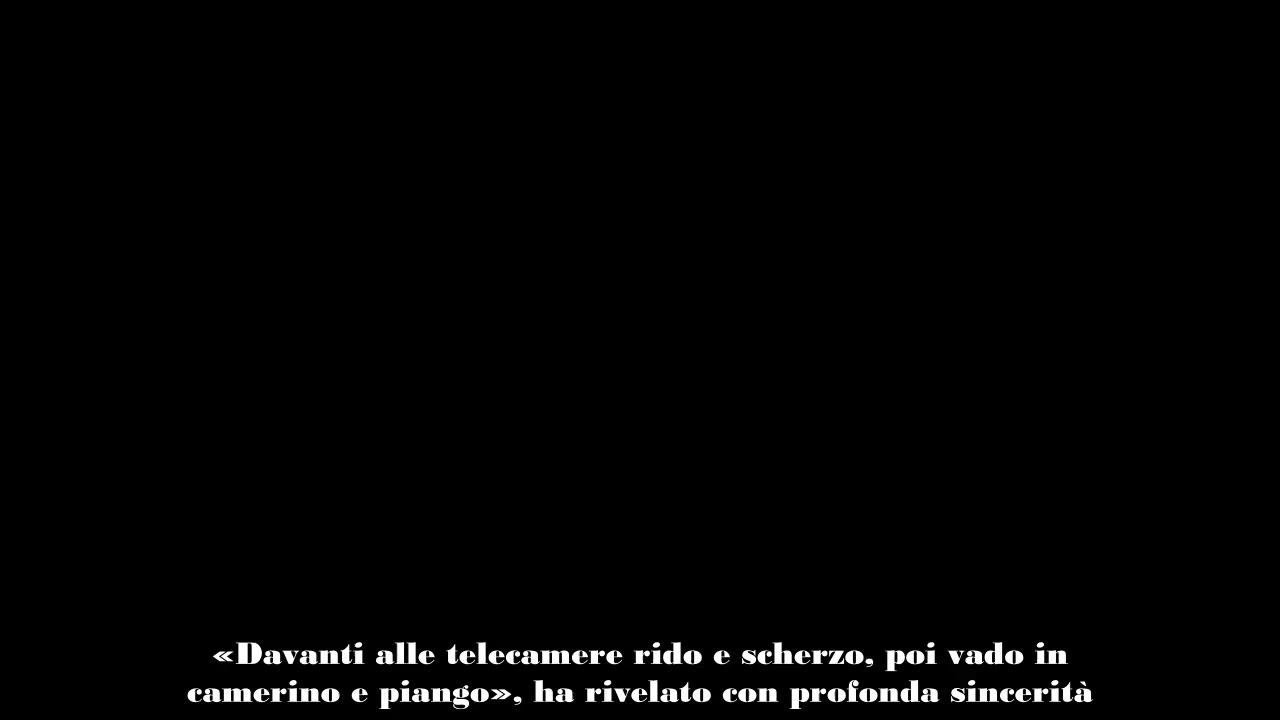 «Davanti alle telecamere rido e scherzo, poi vado in
camerino e piango», ha rivelato con profonda sincerità